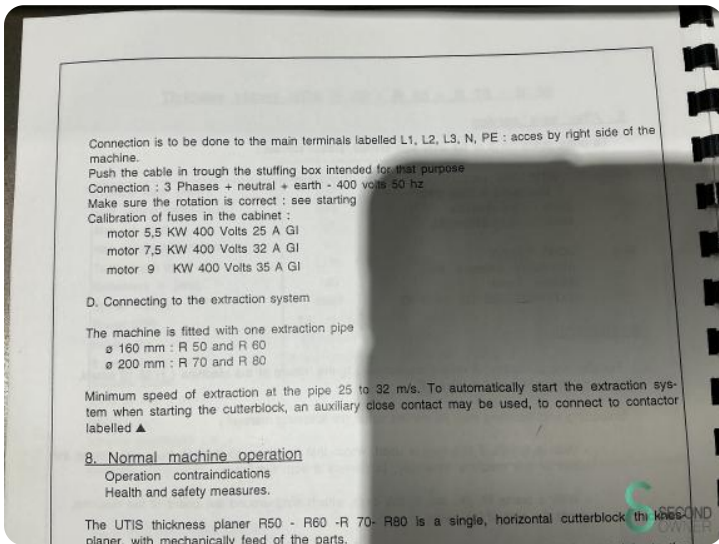 Connection is to be done to the main terminals labelled L1, L2, L3, N, PE : acces by right side of the
machine.
Push the cable in trough the stuffing box intended for that purpose
Connection : 3 Phases + neutral + earth - 400 volts 50 hz
Make sure the rotation is correct : see starting
Calibration of fuses in the cabinet :
motor 5,5 KW 400 Volts 25 A GI
motor 7,5 KW 400 Volts 32 A GI
motor 9 KW 400 Volts 35 A GI
D. Connecting to the extraction system
The machine is fitted with one extraction pipe
ø 160 mm : R 50 and R 60
ø 200 mm : R 70 and R 80
Minimum speed of extraction at the pipe 25 to 32 m/s. To automatically start the extraction sys-
tem when starting the cutterblock, an auxiliary close contact may be used, to connect to contactor
labelled ▲
8. Normal machine operation
Operation contraindications
Health and safety measures.
The UTIS thickness planer R50 - R60 -R 70- R80 is a single, horizontal cutterblock thicknes-
planer, with mechanically feed of the parts.
SECOND
OWNER